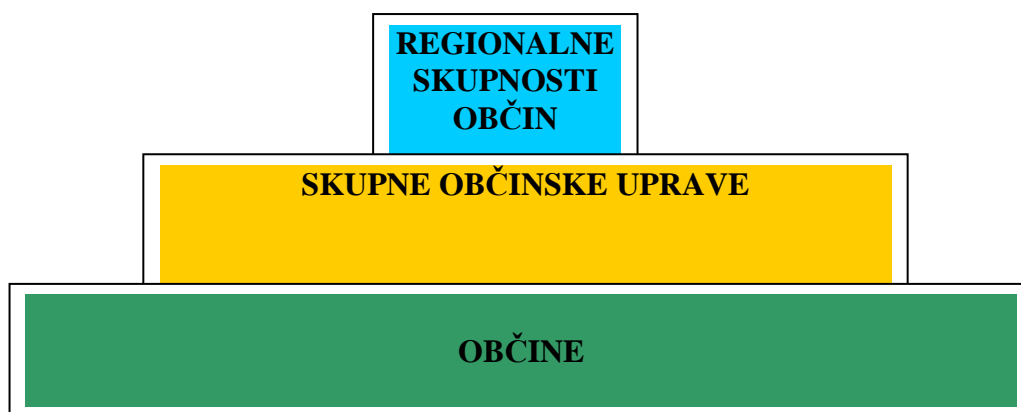 REGIONALNE
SKUPNOSTI
OBČIN
SKUPNE OBČINSKE UPRAVE
OBČINE